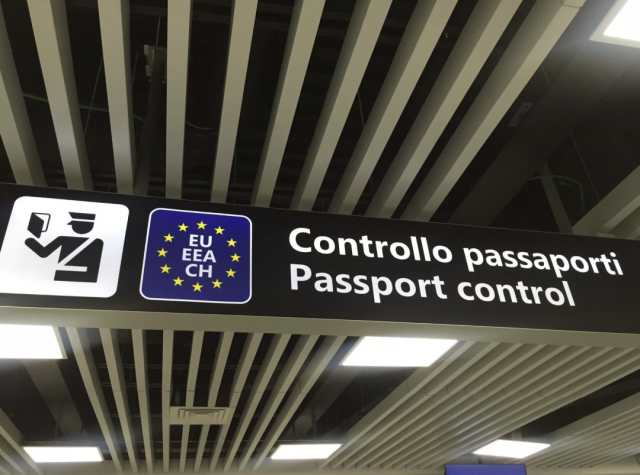 EU
EEA
CH
Controllo passaporti
Passport control